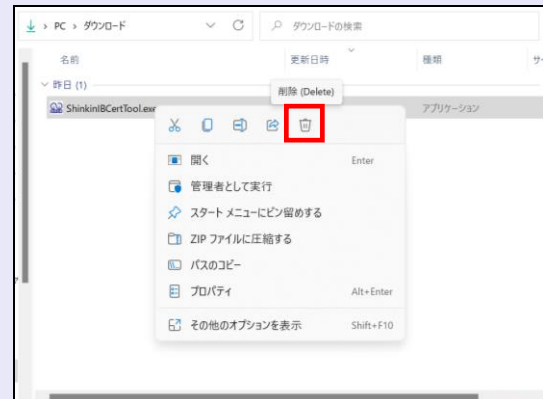 PC > ダウンロード
ダウンロードの検索
名前 更新日時 種類 サ
昨日 (1)
削除 (Delete)
ShinkinIBCertTool.exe アプリケーション
開く Enter
管理者として実行
スタート メニューにピン留めする
ZIP ファイルに圧縮する
パスのコピー
プロパティ Alt+Enter
その他のオプションを表示 Shift+F10